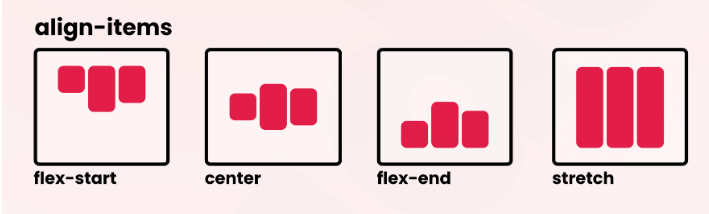 align-items
flex-start
center
flex-end
stretch